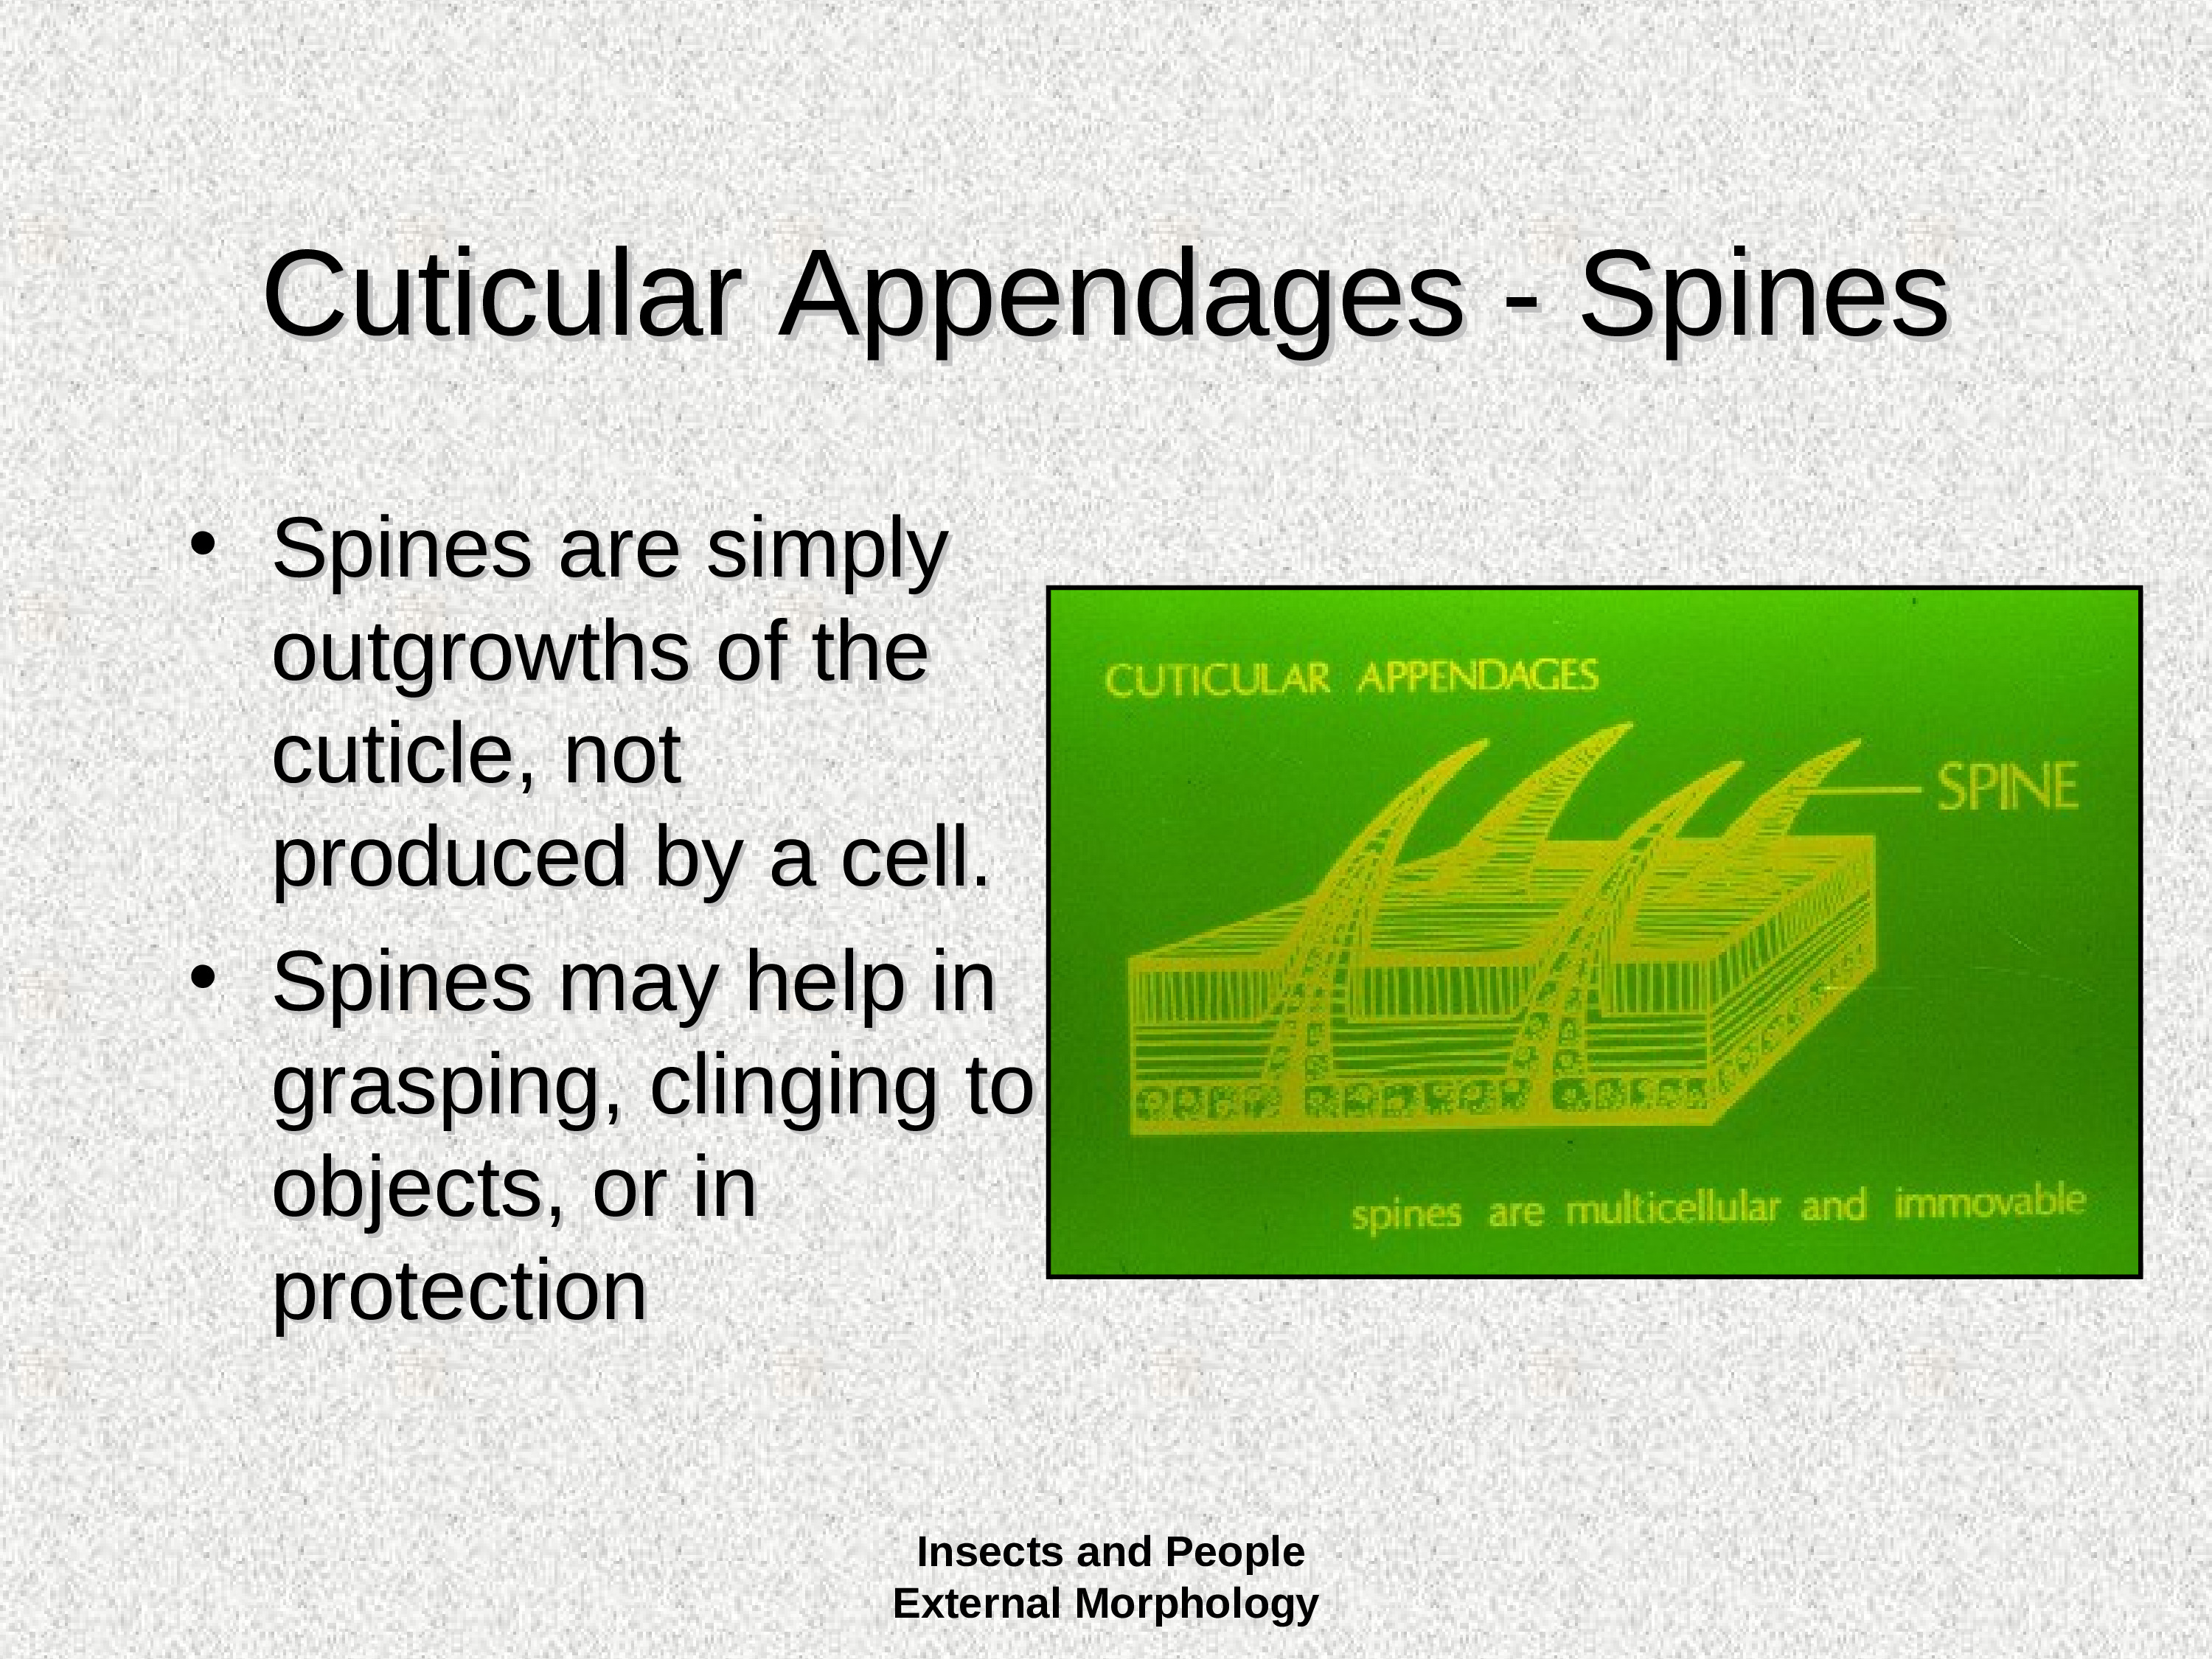 Cuticular Appendages - Spines
• Spines are simply
outgrowths of the
cuticle, not
produced by a cell.
• Spines may help in
grasping, clinging to
objects, or in
protection
CUTICULAR APPENDAGES
SPINE
spines are multicellular and immovable
Insects and People
External Morphology